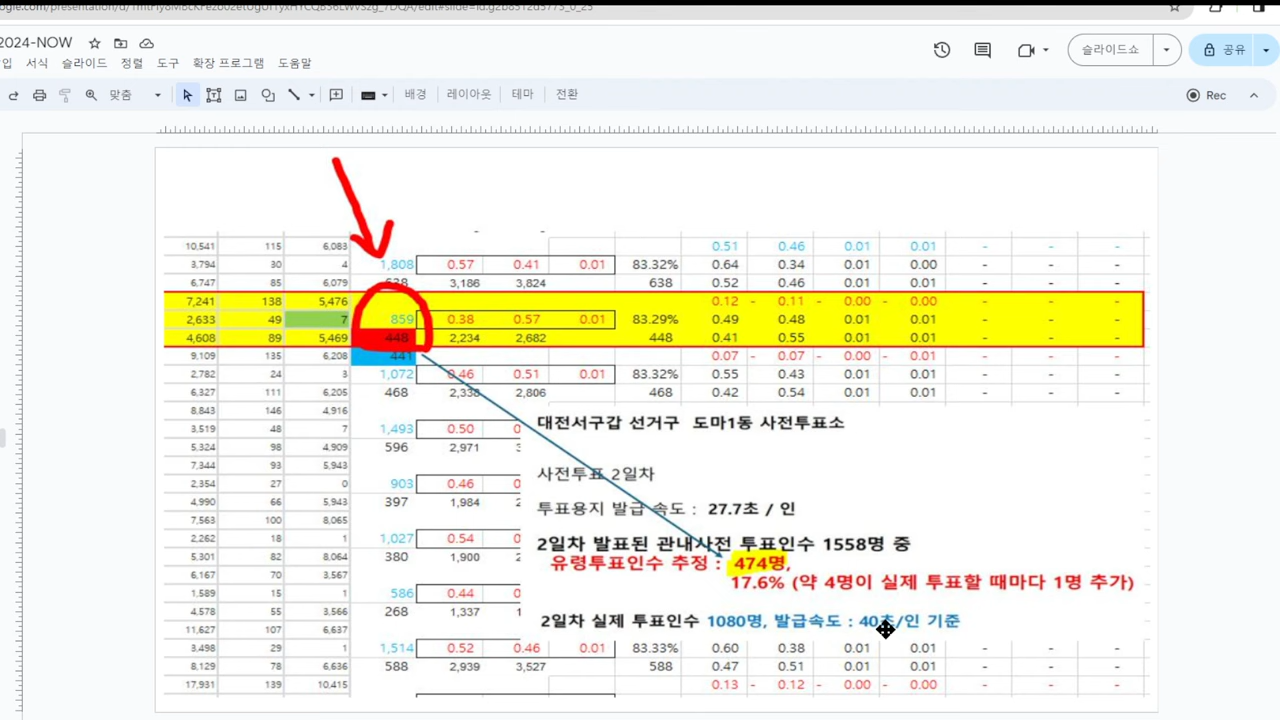 2024-NOW
입 서식 슬라이드 정렬 도구 확장 프로그램 도움말
슬라이드쇼
공유
맞춤
배경 레이아웃 테마 전환
Rec
0.51 0.46 0.01 0.01 - - -
10,541 115 6,083
3,794 30 4 1,808 0.57 0.41 0.01 83.32% 0.64 0.34 0.01 0.00 - - -
6,747 85 6,079 638 3,186 3,824 638 0.52 0.46 0.01 0.01 - - -
7,241 138 5,476 0.12 - 0.11 - 0.00 - 0.00 - - -
2,633 49 7 859 0.38 0.57 0.01 83.29% 0.49 0.48 0.01 0.01 - - -
4,608 89 5,469 448 2,234 2,682 448 0.41 0.55 0.01 0.01 - - -
9,109 135 6,208 441 0.07 - 0.07 - 0.00 - 0.01 - - -
2,782 24 3 1,072 0.46 0.51 0.01 83.32% 0.55 0.43 0.01 0.01 - - -
6,327 111 6,205 468 2,338 2,806 468 0.42 0.54 0.01 0.01 - - -
8,843 146 4,916
3,519 48 7 1,493 0.50
5,324 98 4,909 596 2,971
7,344 93 5,943
2,354 27 0 903 0.46
4,990 66 5,943 397 1,984
7,563 100 8,065
2,262 18 1 1,027 0.54
5,301 82 8,064 380 1,900
6,167 70 3,567
1,589 15 1 586 0.44
4,578 55 3,566 268 1,337
11,627 107 6,637
3,498 29 1 1,514 0.52 0.46 0.01 83.33% 0.60 0.38 0.01 0.01 - - -
8,129 78 6,636 588 2,939 3,527 588 0.47 0.51 0.01 0.01 - - -
17,931 139 10,415 0.13 - 0.12 - 0.00 - 0.00 - - -
대전서구갑 선거구 도마1동 사전투표소
사전투표 2일차
투표용지 발급 속도 : 27.7초 / 인
2일차 발표된 관내사전 투표인수 1558명 중
유령투표인수 추정 : 474명,
17.6% (약 4명이 실제 투표할 때마다 1명 추가)
2일차 실제 투표인수 1080명, 발급속도 : 40초/인 기준